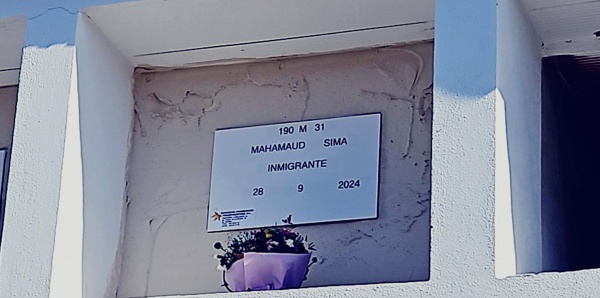 190 M 31
MAHAMAUD SIMA
INMIGRANTE
28 9 2024